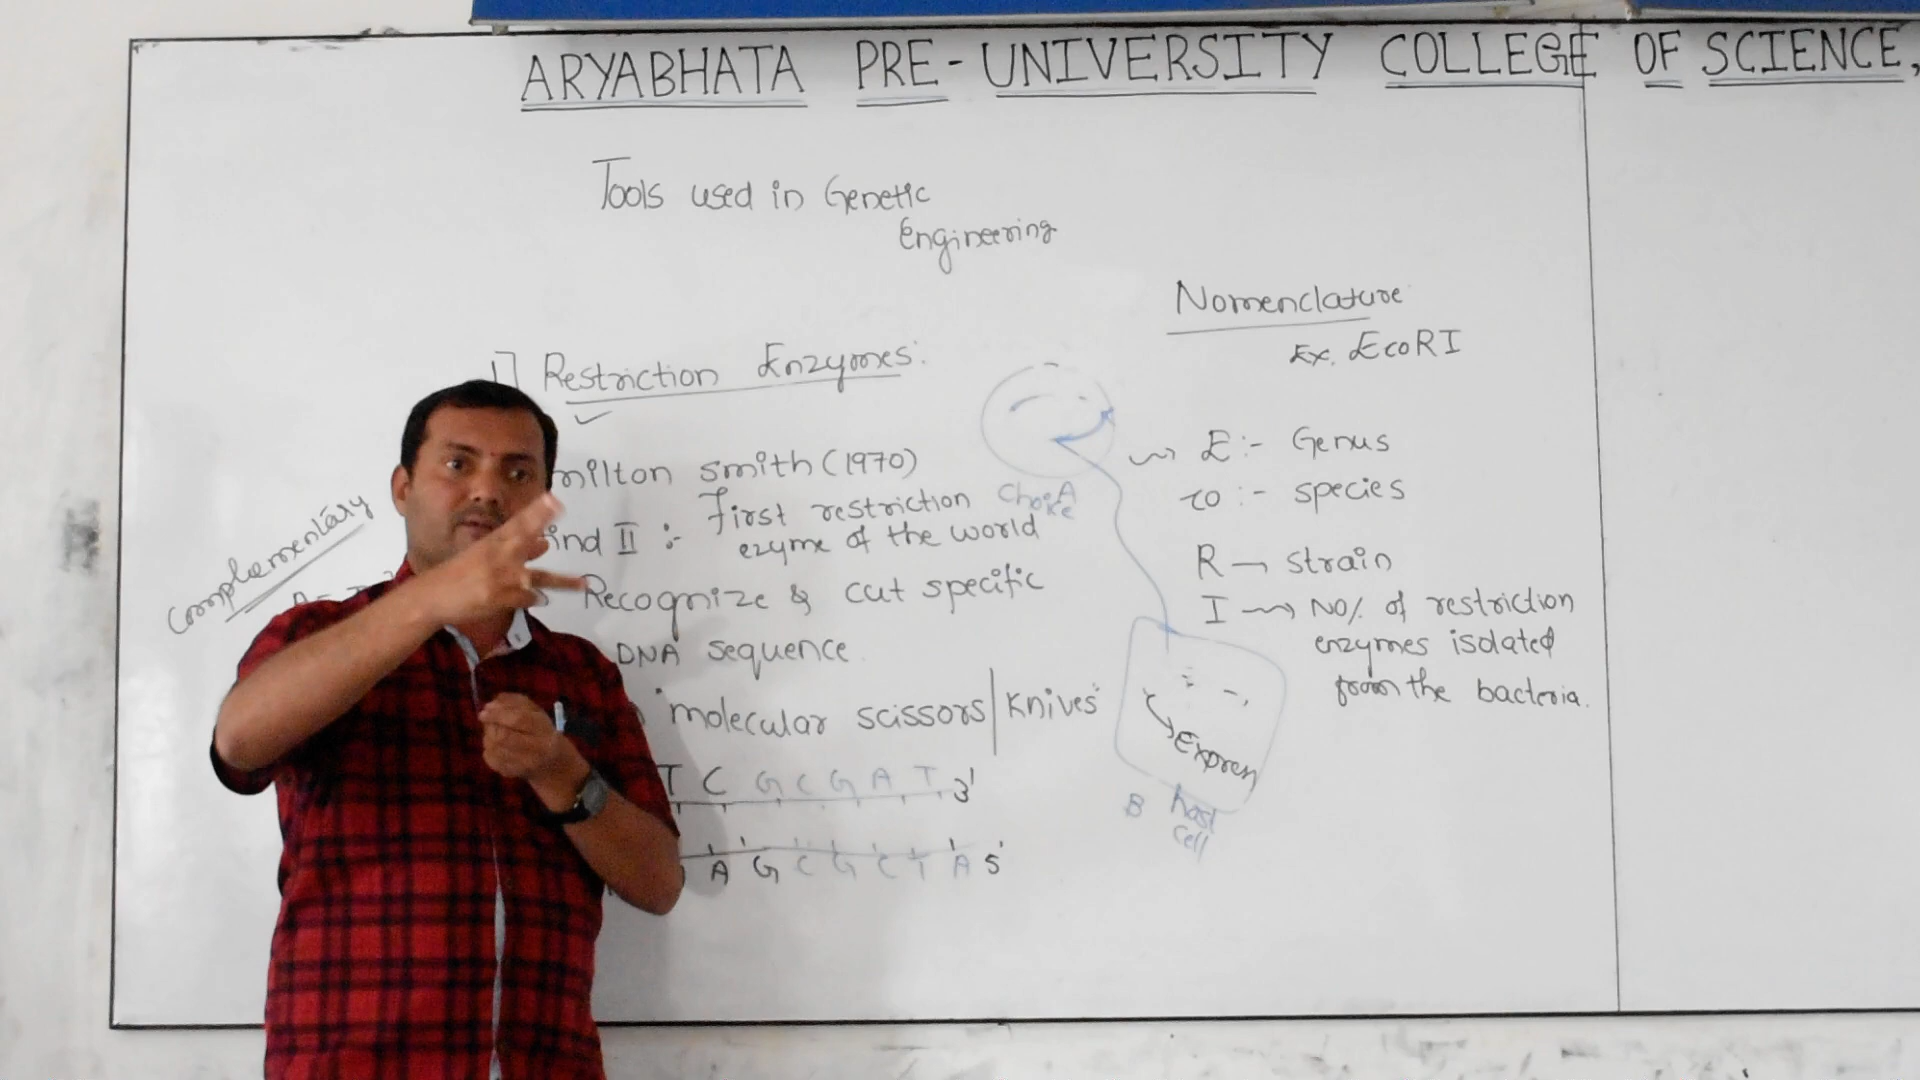 ARYABHATA PRE-UNIVERSITY COLLEGE OF SCIENCE,
Tools used in Genetic
Engineering
1] Restriction Enzymes:
milton smith (1970)
ind II :- First restriction
ezyme of the world
Recognize & cut specific
DNA sequence
molecular scissors/knives
T C G C G A T 3'
A G C G C T A 5'
complementary
Nomenclature
Ex. EcoRI
E :- Genus
co :- species
R → strain
I → No/. of restriction
enzymes isolated
from the bacteria.
A
Expren
B host
cell